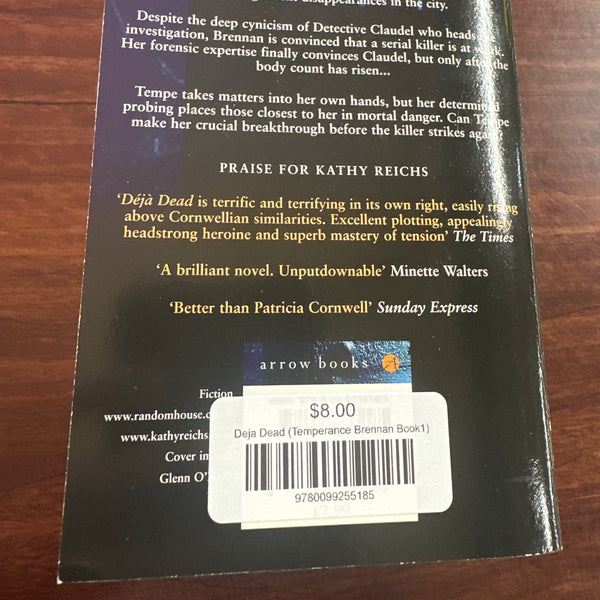 disappearances in the city.
Despite the deep cynicism of Detective Claudel who heads
investigation, Brennan is convinced that a serial killer is at
Her forensic expertise finally convinces Claudel, but only after the
body count has risen...
Tempe takes matters into her own hands, but her determined
probing places those closest to her in mortal danger. Can Tempe
make her crucial breakthrough before the killer strikes again?
PRAISE FOR KATHY REICHS
‘Déjà Dead is terrific and terrifying in its own right, easily rising
above Cornwellian similarities. Excellent plotting, appealingly
headstrong heroine and superb mastery of tension’ The Times
‘A brilliant novel. Unputdownable’ Minette Walters
‘Better than Patricia Cornwell’ Sunday Express
arrow books
Fiction
www.randomhouse.c
www.kathyreichs
Cover im
Glenn O'
$8.00
Deja Dead (Temperance Brennan Book1)
9780099255185